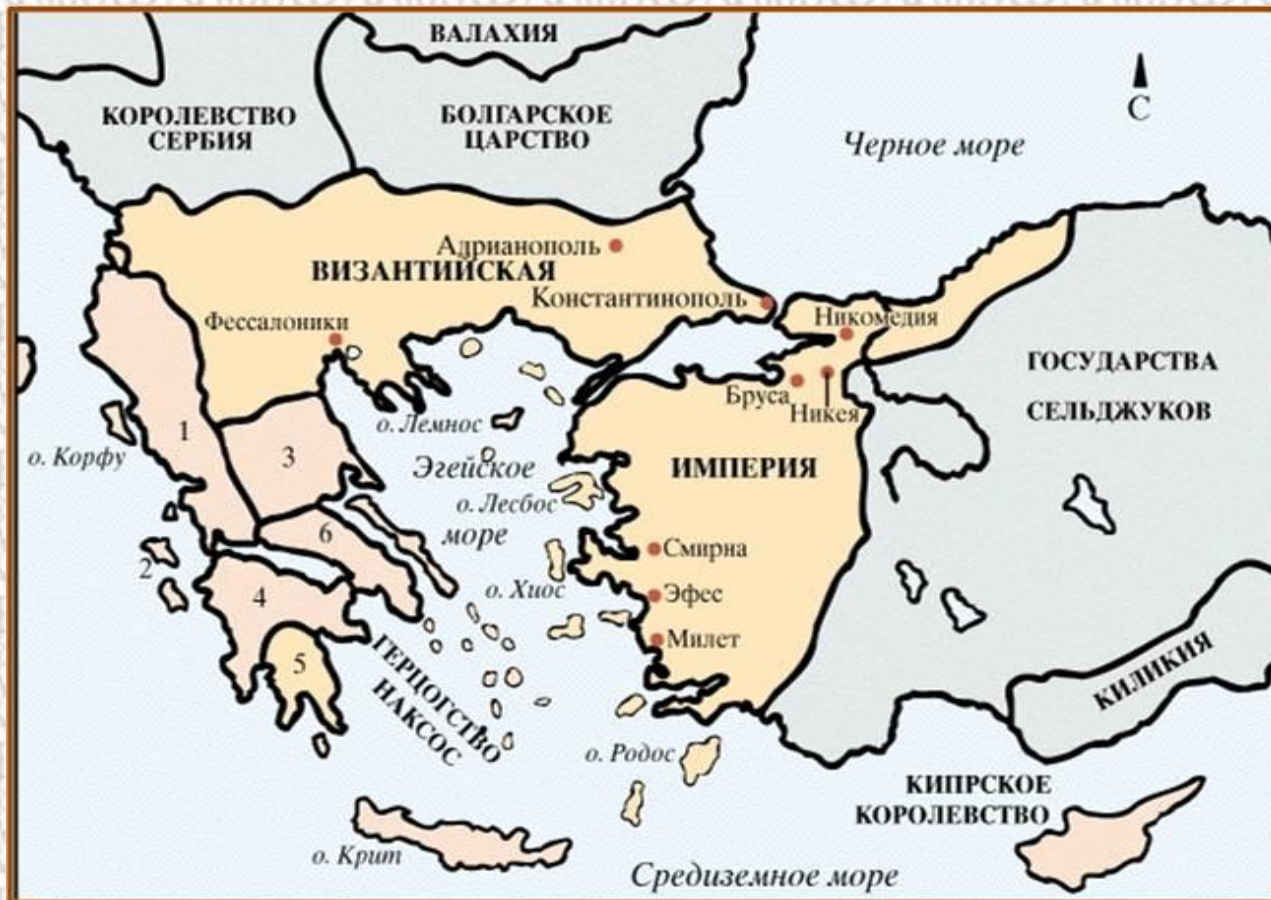 ВАЛАХИЯ
КОРОЛЕВСТВО
СЕРБИЯ
БОЛГАРСКОЕ
ЦАРСТВО
С
Черное море
Адрианополь
ВИЗАНТИЙСКАЯ
Константинополь
Фессалоники
Никомедия
ГОСУДАРСТВА
СЕЛЬДЖУКОВ
Бруса
Никея
о. Лемнос
1
3
о. Корфу
Эгейское
ИМПЕРИЯ
о. Лесбос
море
6
Смирна
2
4
о. Хиос
Эфес
Милет
5
ГЕРЦОГСТВО
НАКСОС
КИЛИКИЯ
о. Родос
КИПРСКОЕ
КОРОЛЕВСТВО
о. Крит
Средиземное море